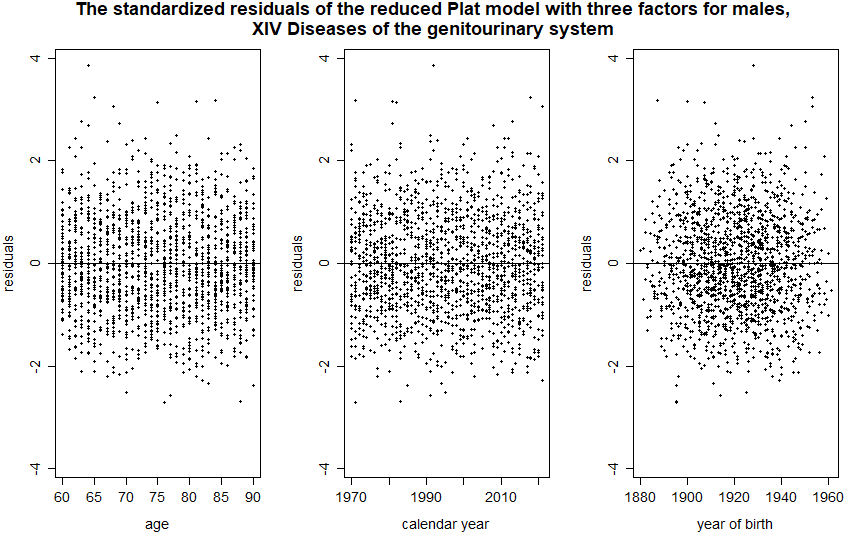 The standardized residuals of the reduced Plat model with three factors for males,
XIV Diseases of the genitourinary system
4
2
0
-2
-4
residuals
60 65 70 75 80 85 90
age
4
2
0
-2
-4
residuals
1970 1990 2010
calendar year
4
2
0
-2
-4
residuals
1880 1900 1920 1940 1960
year of birth